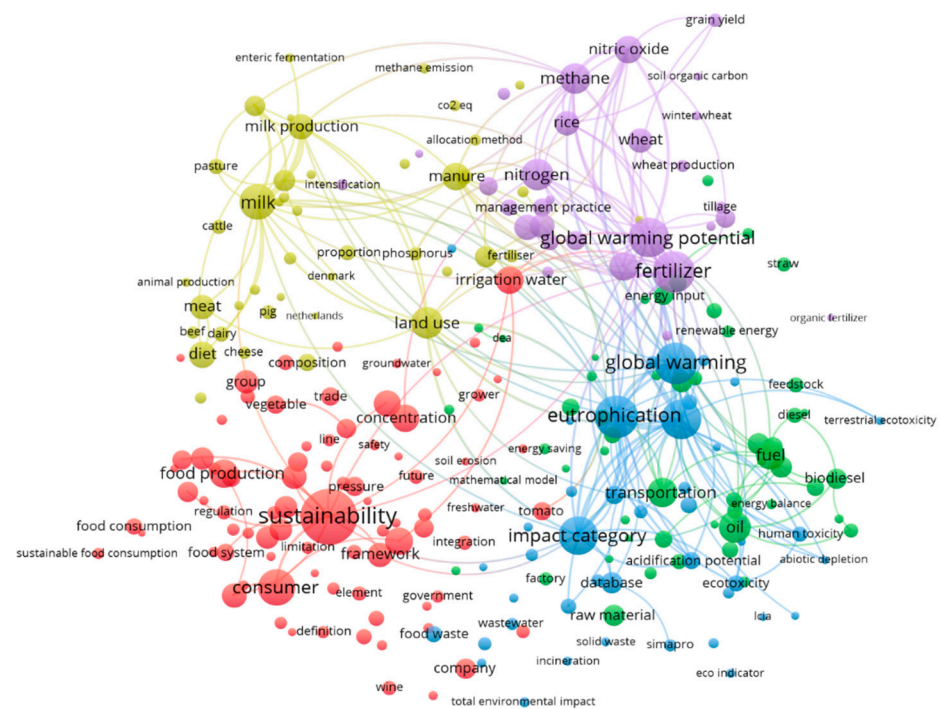 grain yield
nitric oxide
enteric fermentation
methane emission
methane
soil organic carbon
co2 eq
winter wheat
milk production
rice
allocation method
wheat
pasture
wheat production
intensification
manure
nitrogen
milk
management practice
tillage
cattle
global warming potential
proportion
phosphorus
fertiliser
straw
denmark
fertilizer
animal production
irrigation water
energy input
meat
pig
netherlands
organic fertilizer
land use
beef
dairy
dea
renewable energy
diet
cheese
composition
groundwater
global warming
group
feedstock
vegetable
trade
grower
concentration
eutrophication
diesel
terrestrial ecotoxicity
line
safety
energy saving
fuel
soil erosion
food production
future
pressure
mathematical model
biodiesel
transportation
energy balance
regulation
freshwater
tomato
sustainability
food consumption
oil
human toxicity
impact category
integration
limitation
sustainable food consumption
food system
framework
acidification potential
abiotic depletion
factory
database
ecotoxicity
consumer
element
government
raw material
lcia
wastewater
definition
food waste
solid waste
simapro
incineration
company
eco indicator
wine
total environmental impact